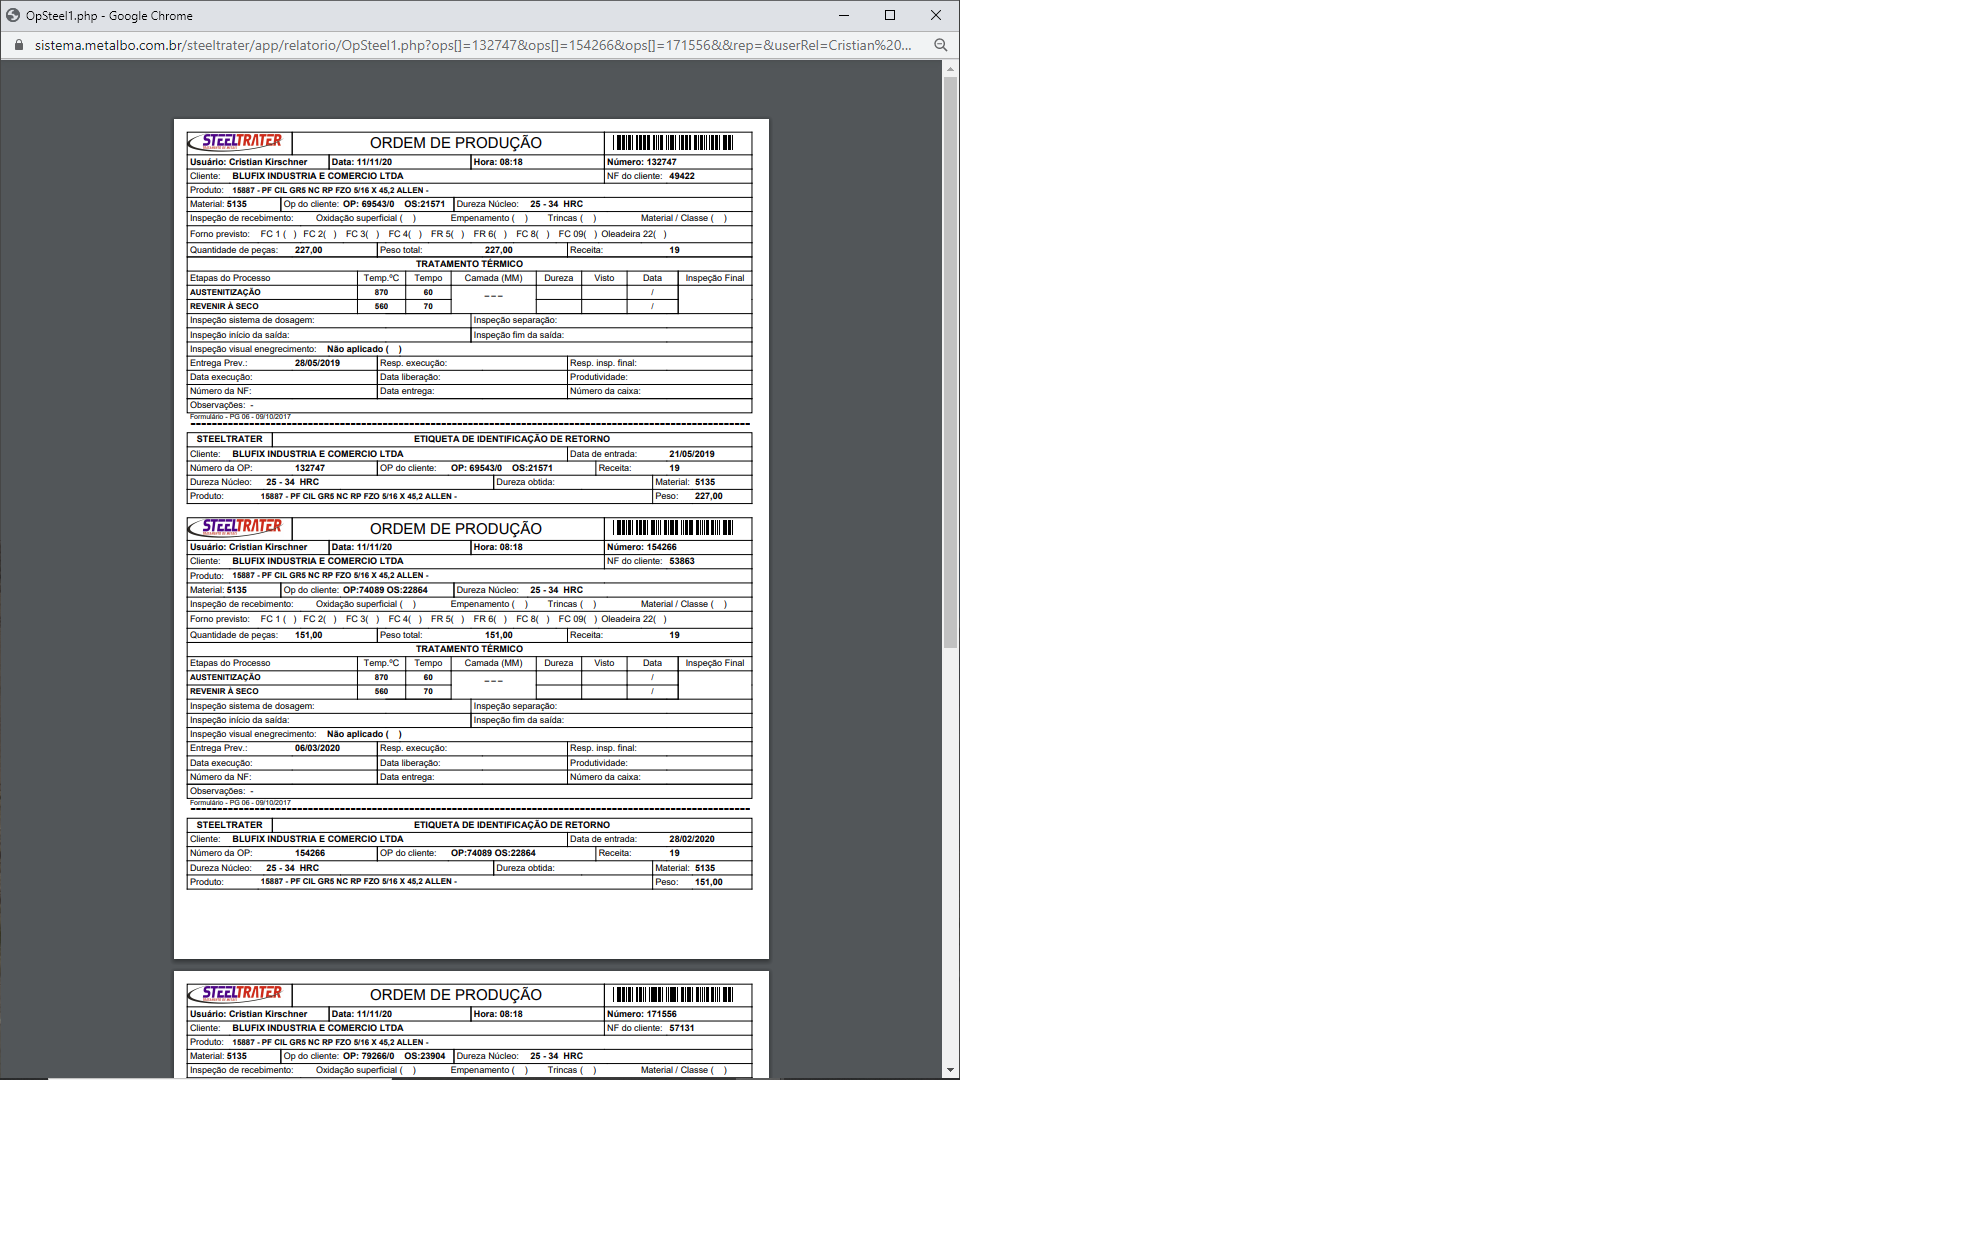 OpSteel1.php - Google Chrome
sistema.metalbo.com.br/steeltrater/app/relatorio/OpSteel1.php?ops[]=132747&ops[]=154266&ops[]=171556&&rep=&userRel=Cristian%20...
STEELTRATER ORDEM DE PRODUÇÃO
Usuário: Cristian Kirschner Data: 11/11/20 Hora: 08:18 Número: 132747
Cliente: BLUFIX INDUSTRIA E COMERCIO LTDA NF do cliente: 49422
Produto: 15887 - PF CIL GR5 NC RP FZO 5/16 X 45,2 ALLEN -
Material: 5135 Op do cliente: OP: 69543/0 OS:21571 Dureza Núcleo: 25 - 34 HRC
Inspeção de recebimento: Oxidação superficial ( ) Empenamento ( ) Trincas ( ) Material / Classe ( )
Forno previsto: FC 1 ( ) FC 2( ) FC 3( ) FC 4( ) FR 5( ) FR 6( ) FC 8( ) FC 09( ) Oleadeira 22( )
Quantidade de peças: 227,00 Peso total: 227,00 Receita: 19
TRATAMENTO TÉRMICO
Etapas do Processo Temp.ºC Tempo Camada (MM) Dureza Visto Data Inspeção Final
AUSTENITIZAÇÃO 870 60 --- /
REVENIR À SECO 560 70 /
Inspeção sistema de dosagem: Inspeção separação:
Inspeção início da saída: Inspeção fim da saída:
Inspeção visual enegrecimento: Não aplicado ( )
Entrega Prev.: 28/05/2019 Resp. execução: Resp. insp. final:
Data execução: Data liberação: Produtividade:
Número da NF: Data entrega: Número da caixa:
Observações: -
Formulário - PG 06 - 09/10/2017
STEELTRATER ETIQUETA DE IDENTIFICAÇÃO DE RETORNO
Cliente: BLUFIX INDUSTRIA E COMERCIO LTDA Data de entrada: 21/05/2019
Número da OP: 132747 OP do cliente: OP: 69543/0 OS:21571 Receita: 19
Dureza Núcleo: 25 - 34 HRC Dureza obtida: Material: 5135
Produto: 15887 - PF CIL GR5 NC RP FZO 5/16 X 45,2 ALLEN - Peso: 227,00
STEELTRATER ORDEM DE PRODUÇÃO
Usuário: Cristian Kirschner Data: 11/11/20 Hora: 08:18 Número: 154266
Cliente: BLUFIX INDUSTRIA E COMERCIO LTDA NF do cliente: 53863
Produto: 15887 - PF CIL GR5 NC RP FZO 5/16 X 45,2 ALLEN -
Material: 5135 Op do cliente: OP:74089 OS:22864 Dureza Núcleo: 25 - 34 HRC
Inspeção de recebimento: Oxidação superficial ( ) Empenamento ( ) Trincas ( ) Material / Classe ( )
Forno previsto: FC 1 ( ) FC 2( ) FC 3( ) FC 4( ) FR 5( ) FR 6( ) FC 8( ) FC 09( ) Oleadeira 22( )
Quantidade de peças: 151,00 Peso total: 151,00 Receita: 19
TRATAMENTO TÉRMICO
Etapas do Processo Temp.ºC Tempo Camada (MM) Dureza Visto Data Inspeção Final
AUSTENITIZAÇÃO 870 60 --- /
REVENIR À SECO 560 70 /
Inspeção sistema de dosagem: Inspeção separação:
Inspeção início da saída: Inspeção fim da saída:
Inspeção visual enegrecimento: Não aplicado ( )
Entrega Prev.: 06/03/2020 Resp. execução: Resp. insp. final:
Data execução: Data liberação: Produtividade:
Número da NF: Data entrega: Número da caixa:
Observações: -
Formulário - PG 06 - 09/10/2017
STEELTRATER ETIQUETA DE IDENTIFICAÇÃO DE RETORNO
Cliente: BLUFIX INDUSTRIA E COMERCIO LTDA Data de entrada: 28/02/2020
Número da OP: 154266 OP do cliente: OP:74089 OS:22864 Receita: 19
Dureza Núcleo: 25 - 34 HRC Dureza obtida: Material: 5135
Produto: 15887 - PF CIL GR5 NC RP FZO 5/16 X 45,2 ALLEN - Peso: 151,00
STEELTRATER ORDEM DE PRODUÇÃO
Usuário: Cristian Kirschner Data: 11/11/20 Hora: 08:18 Número: 171556
Cliente: BLUFIX INDUSTRIA E COMERCIO LTDA NF do cliente: 57131
Produto: 15887 - PF CIL GR5 NC RP FZO 5/16 X 45,2 ALLEN -
Material: 5135 Op do cliente: OP: 79266/0 OS:23904 Dureza Núcleo: 25 - 34 HRC
Inspeção de recebimento: Oxidação superficial ( ) Empenamento ( ) Trincas ( ) Material / Classe ( )